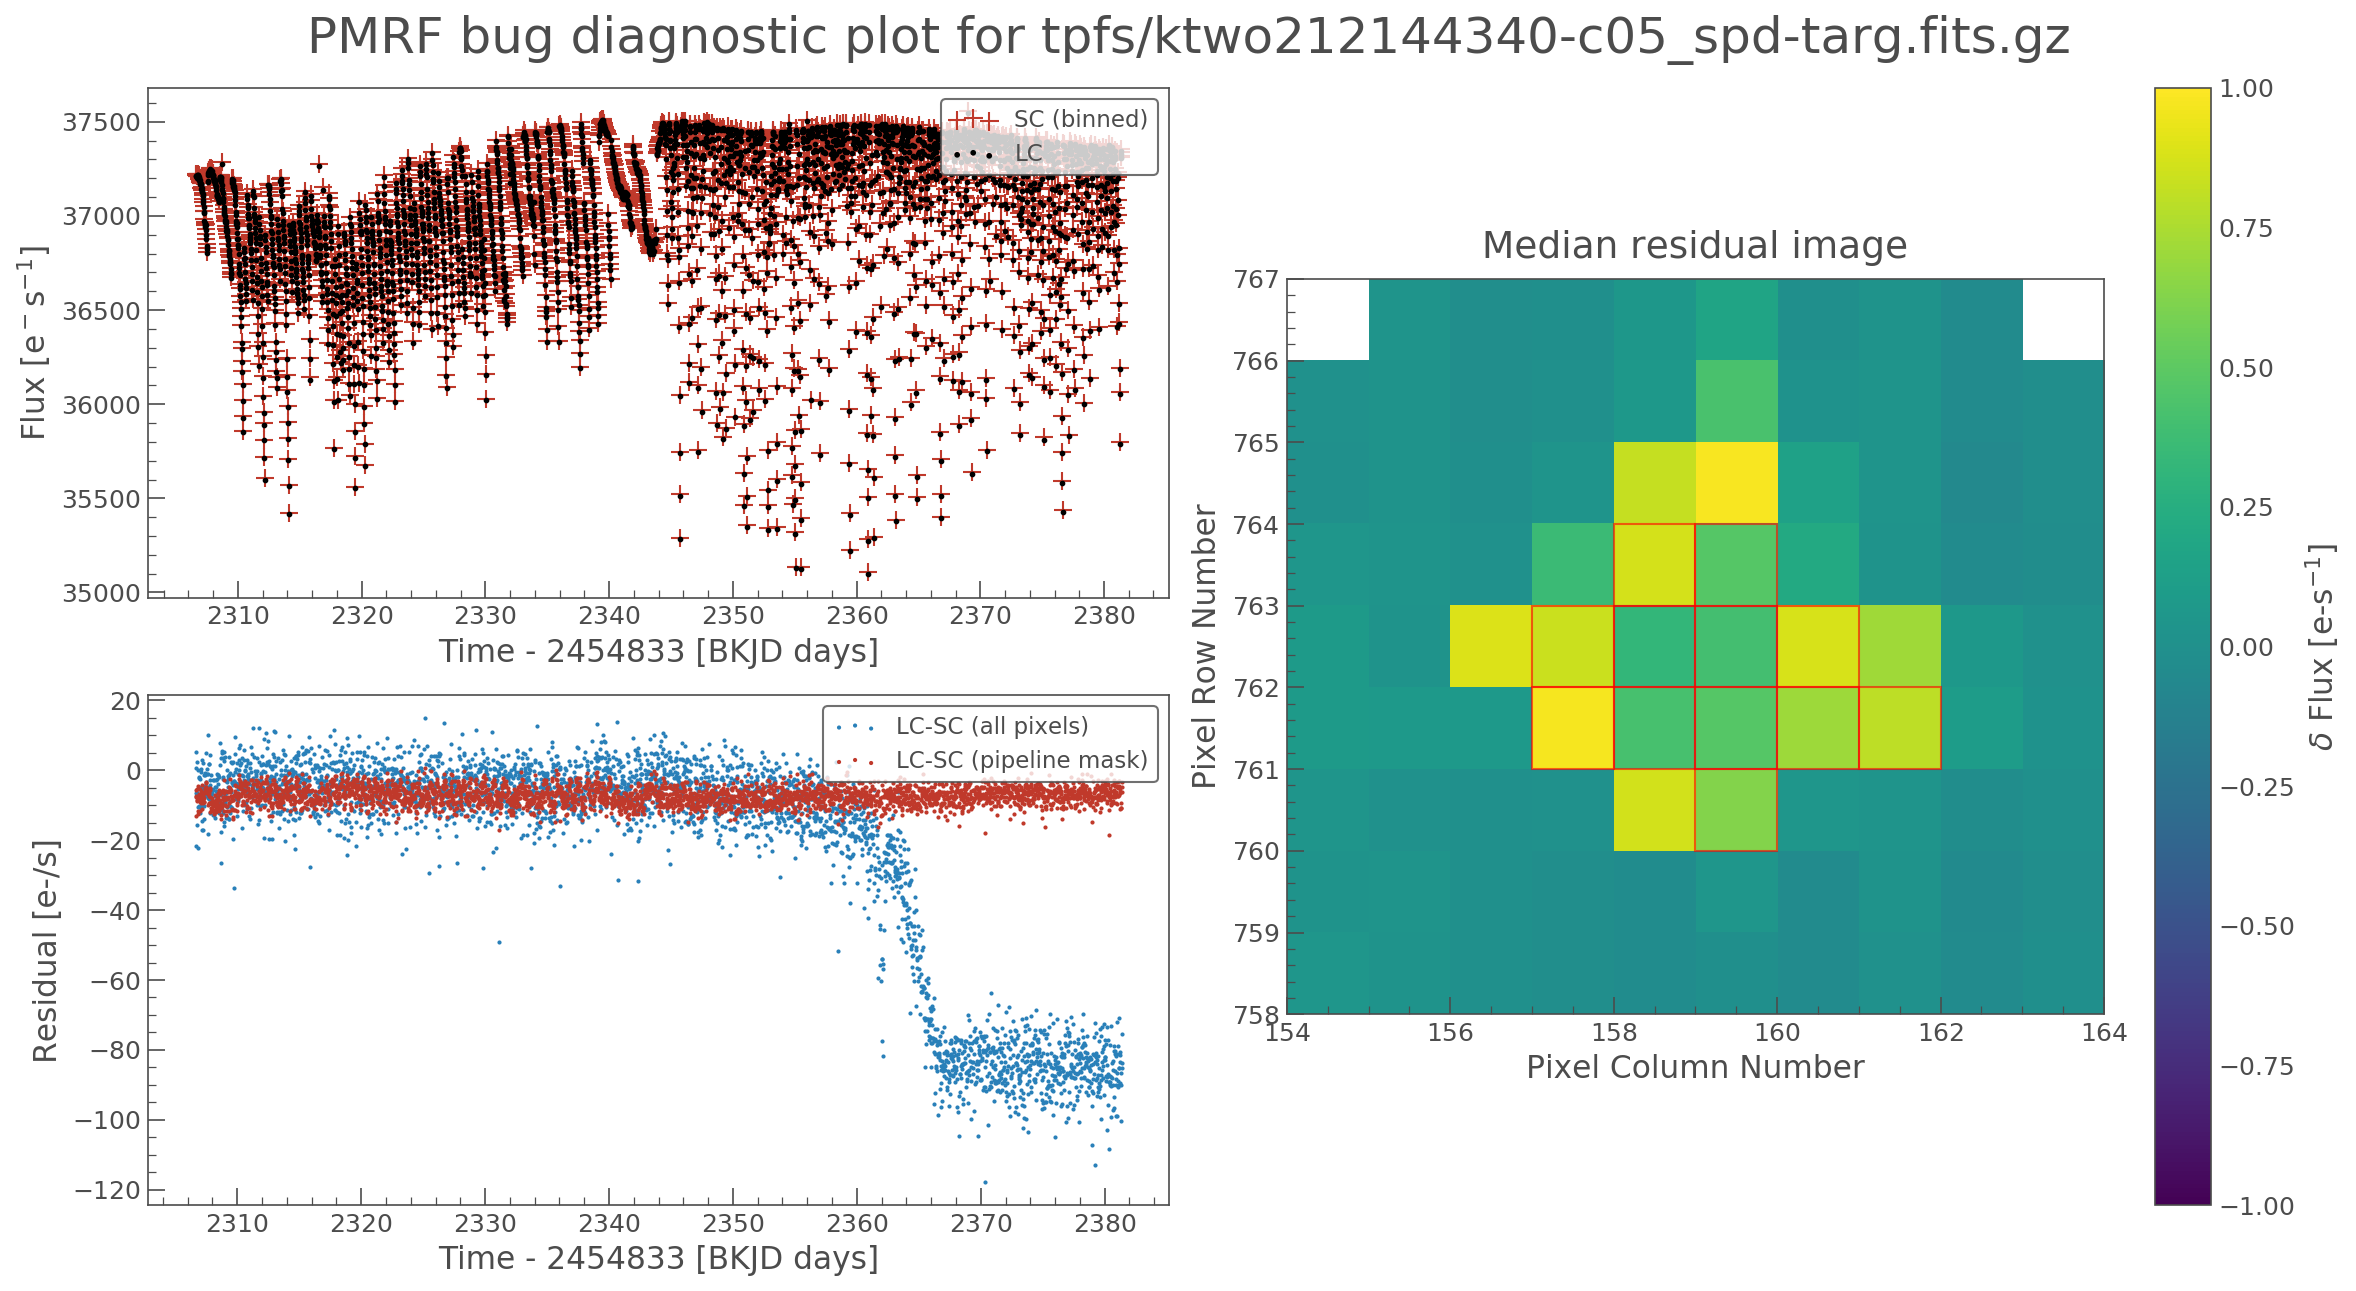 PMRF bug diagnostic plot for tpfs/ktwo212144340-c05_spd-targ.fits.gz
37500
37000
36500
36000
35500
35000
Flux [e⁻s⁻¹]
SC (binned)
LC
2310 2320 2330 2340 2350 2360 2370 2380
Time - 2454833 [BKJD days]
20
0
−20
−40
−60
−80
−100
−120
Residual [e-/s]
LC-SC (all pixels)
LC-SC (pipeline mask)
2310 2320 2330 2340 2350 2360 2370 2380
Time - 2454833 [BKJD days]
Median residual image
767
766
765
764
763
762
761
760
759
758
Pixel Row Number
154 156 158 160 162 164
Pixel Column Number
1.00
0.75
0.50
0.25
0.00
−0.25
−0.50
−0.75
−1.00
δ Flux [e-s⁻¹]